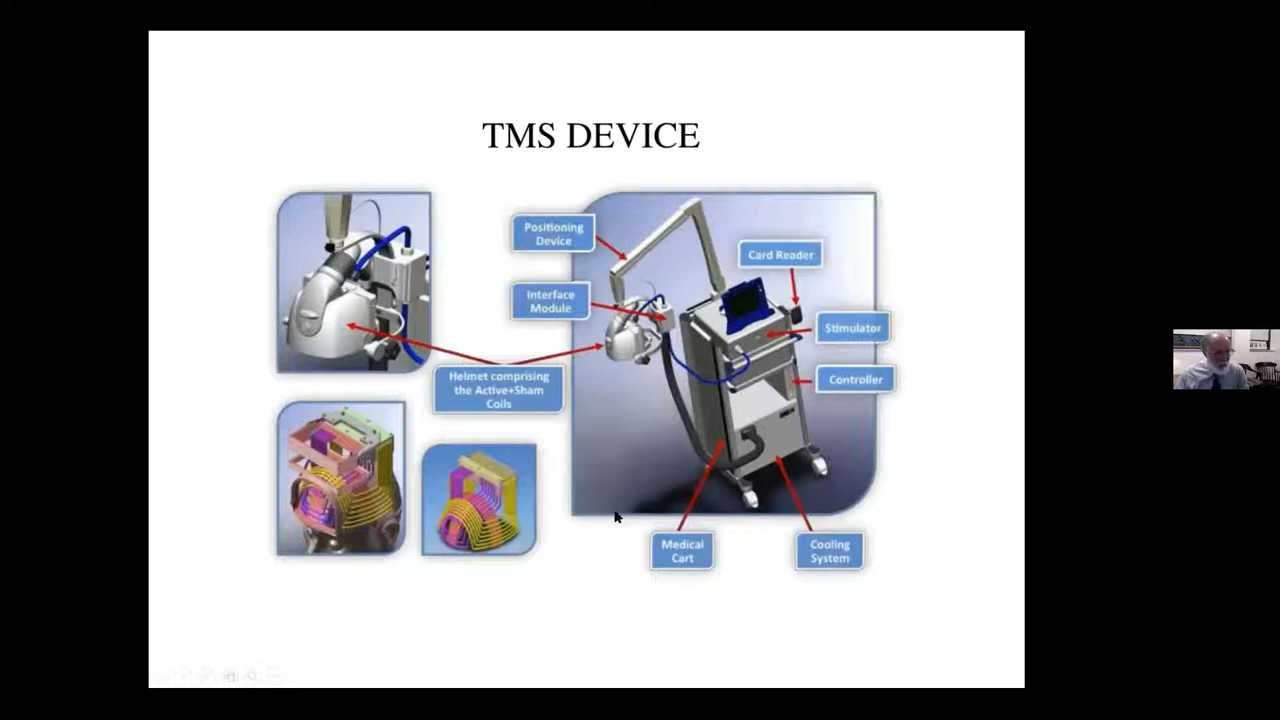 TMS DEVICE
Positioning
Device
Card Reader
Interface
Module
Stimulator
Helmet comprising
the Active+Sham
Coils
Controller
Medical
Cart
Cooling
System